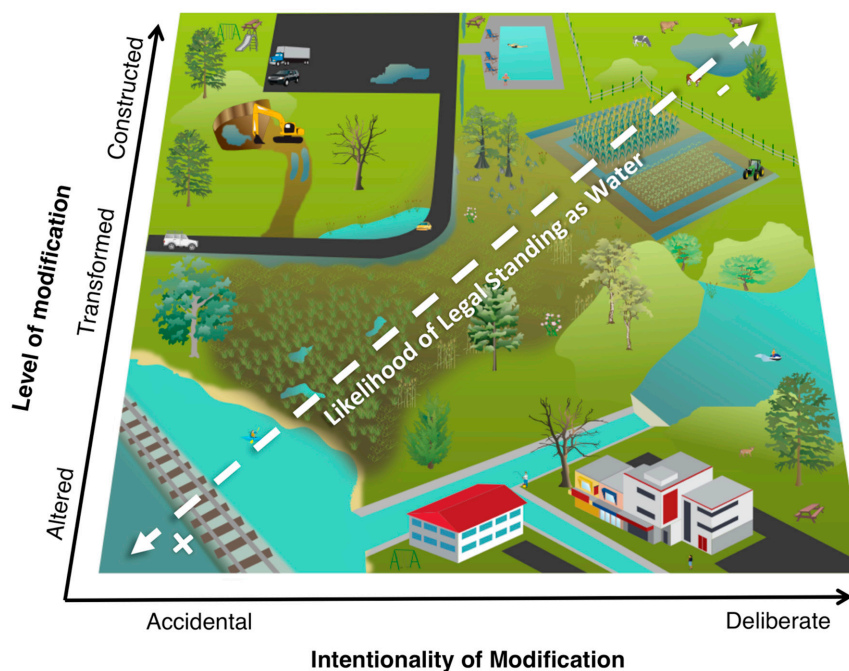 Constructed
Transformed
Altered
Level of modification
Likelihood of Legal Standing as Water
+
-
Accidental
Deliberate
Intentionality of Modification